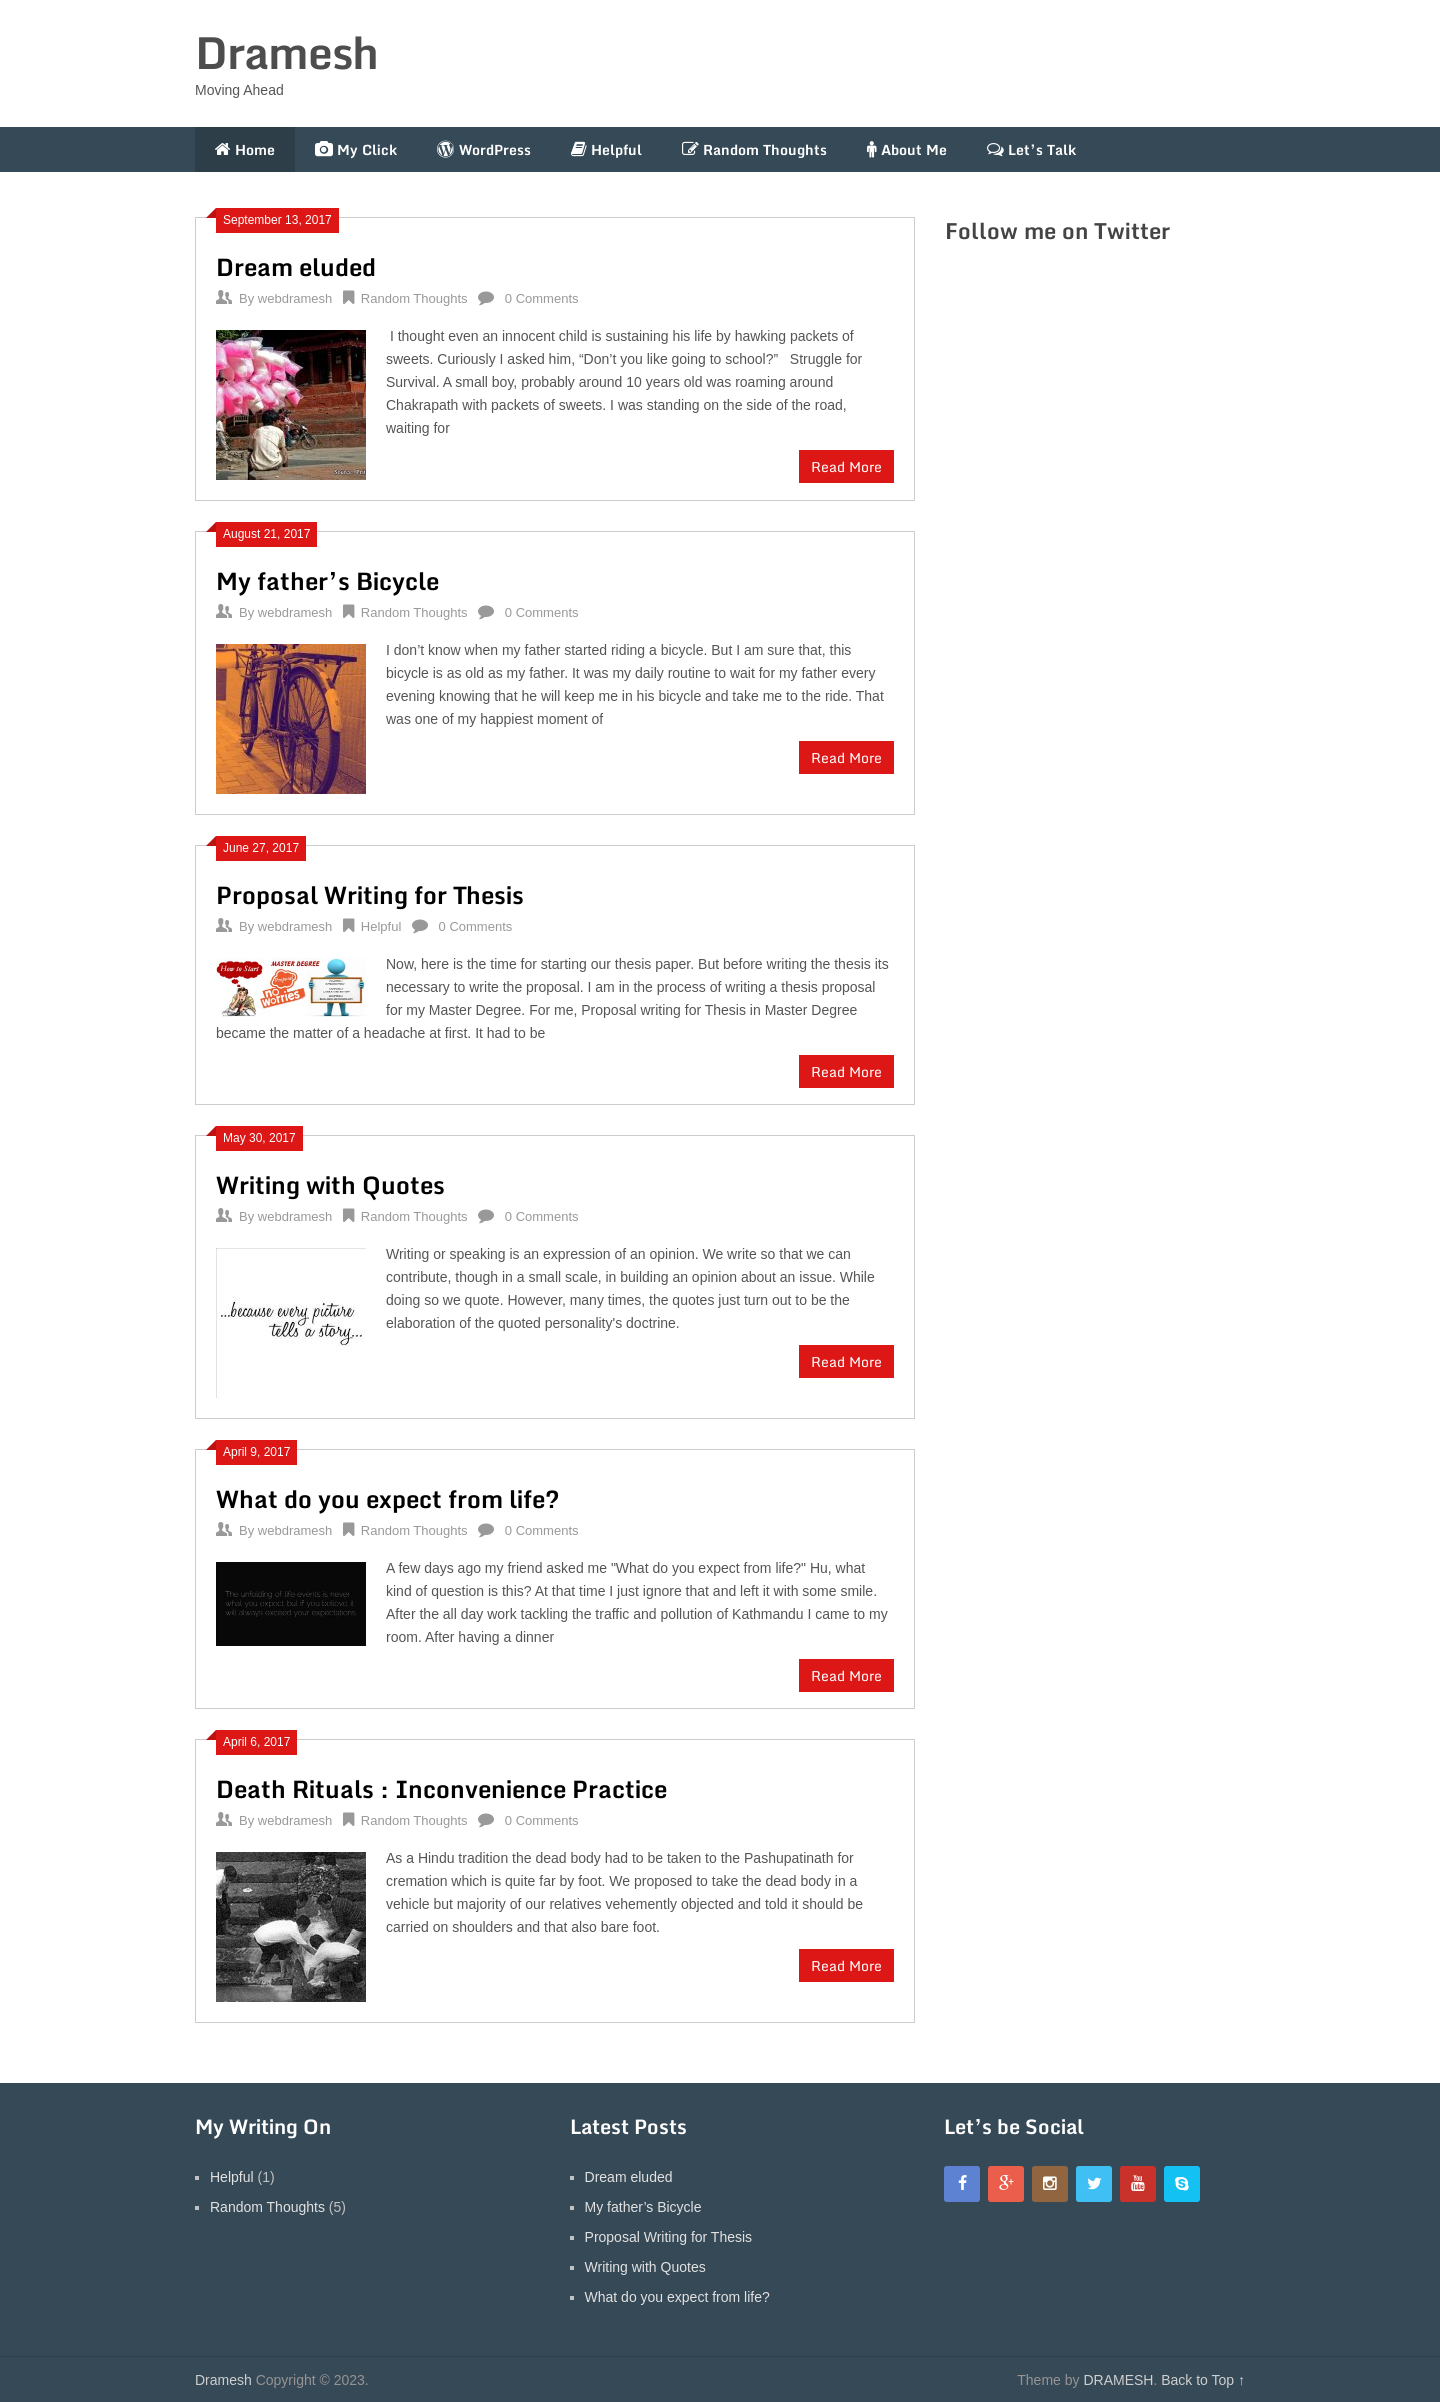 Dramesh
Moving Ahead
Home My Click WordPress Helpful Random Thoughts About Me Let’s Talk
September 13, 2017
Dream eluded
By webdramesh Random Thoughts 0 Comments
I thought even an innocent child is sustaining his life by hawking packets of
sweets. Curiously I asked him, “Don’t you like going to school?” Struggle for
Survival. A small boy, probably around 10 years old was roaming around
Chakrapath with packets of sweets. I was standing on the side of the road,
waiting for
Read More
Follow me on Twitter
August 21, 2017
My father’s Bicycle
By webdramesh Random Thoughts 0 Comments
I don’t know when my father started riding a bicycle. But I am sure that, this
bicycle is as old as my father. It was my daily routine to wait for my father every
evening knowing that he will keep me in his bicycle and take me to the ride. That
was one of my happiest moment of
Read More
June 27, 2017
Proposal Writing for Thesis
By webdramesh Helpful 0 Comments
How to Start
MASTER DEGREE
NO WORRIES
Now, here is the time for starting our thesis paper. But before writing the thesis its
necessary to write the proposal. I am in the process of writing a thesis proposal
for my Master Degree. For me, Proposal writing for Thesis in Master Degree
became the matter of a headache at first. It had to be
Read More
May 30, 2017
Writing with Quotes
By webdramesh Random Thoughts 0 Comments
...because every picture
tells a story...
Writing or speaking is an expression of an opinion. We write so that we can
contribute, though in a small scale, in building an opinion about an issue. While
doing so we quote. However, many times, the quotes just turn out to be the
elaboration of the quoted personality's doctrine.
Read More
April 9, 2017
What do you expect from life?
By webdramesh Random Thoughts 0 Comments
The unfolding of life events is never
what you expect but if you believe it
will always exceed your expectations
A few days ago my friend asked me "What do you expect from life?" Hu, what
kind of question is this? At that time I just ignore that and left it with some smile.
After the all day work tackling the traffic and pollution of Kathmandu I came to my
room. After having a dinner
Read More
April 6, 2017
Death Rituals : Inconvenience Practice
By webdramesh Random Thoughts 0 Comments
As a Hindu tradition the dead body had to be taken to the Pashupatinath for
cremation which is quite far by foot. We proposed to take the dead body in a
vehicle but majority of our relatives vehemently objected and told it should be
carried on shoulders and that also bare foot.
Read More
My Writing On
Helpful (1)
Random Thoughts (5)
Latest Posts
Dream eluded
My father’s Bicycle
Proposal Writing for Thesis
Writing with Quotes
What do you expect from life?
Let’s be Social
Dramesh Copyright © 2023.
Theme by DRAMESH. Back to Top ↑